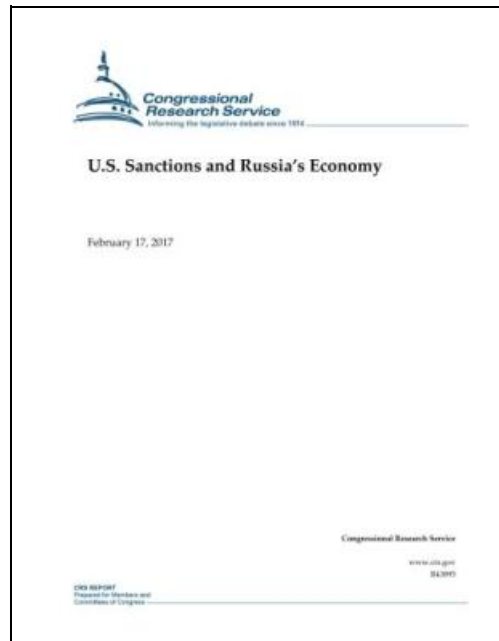 Congressional
Research Service
Informing the legislative debate since 1914
U.S. Sanctions and Russia's Economy
February 17, 2017
Congressional Research Service
www.crs.gov
CRS REPORT
Prepared for Members and
Committees of Congress